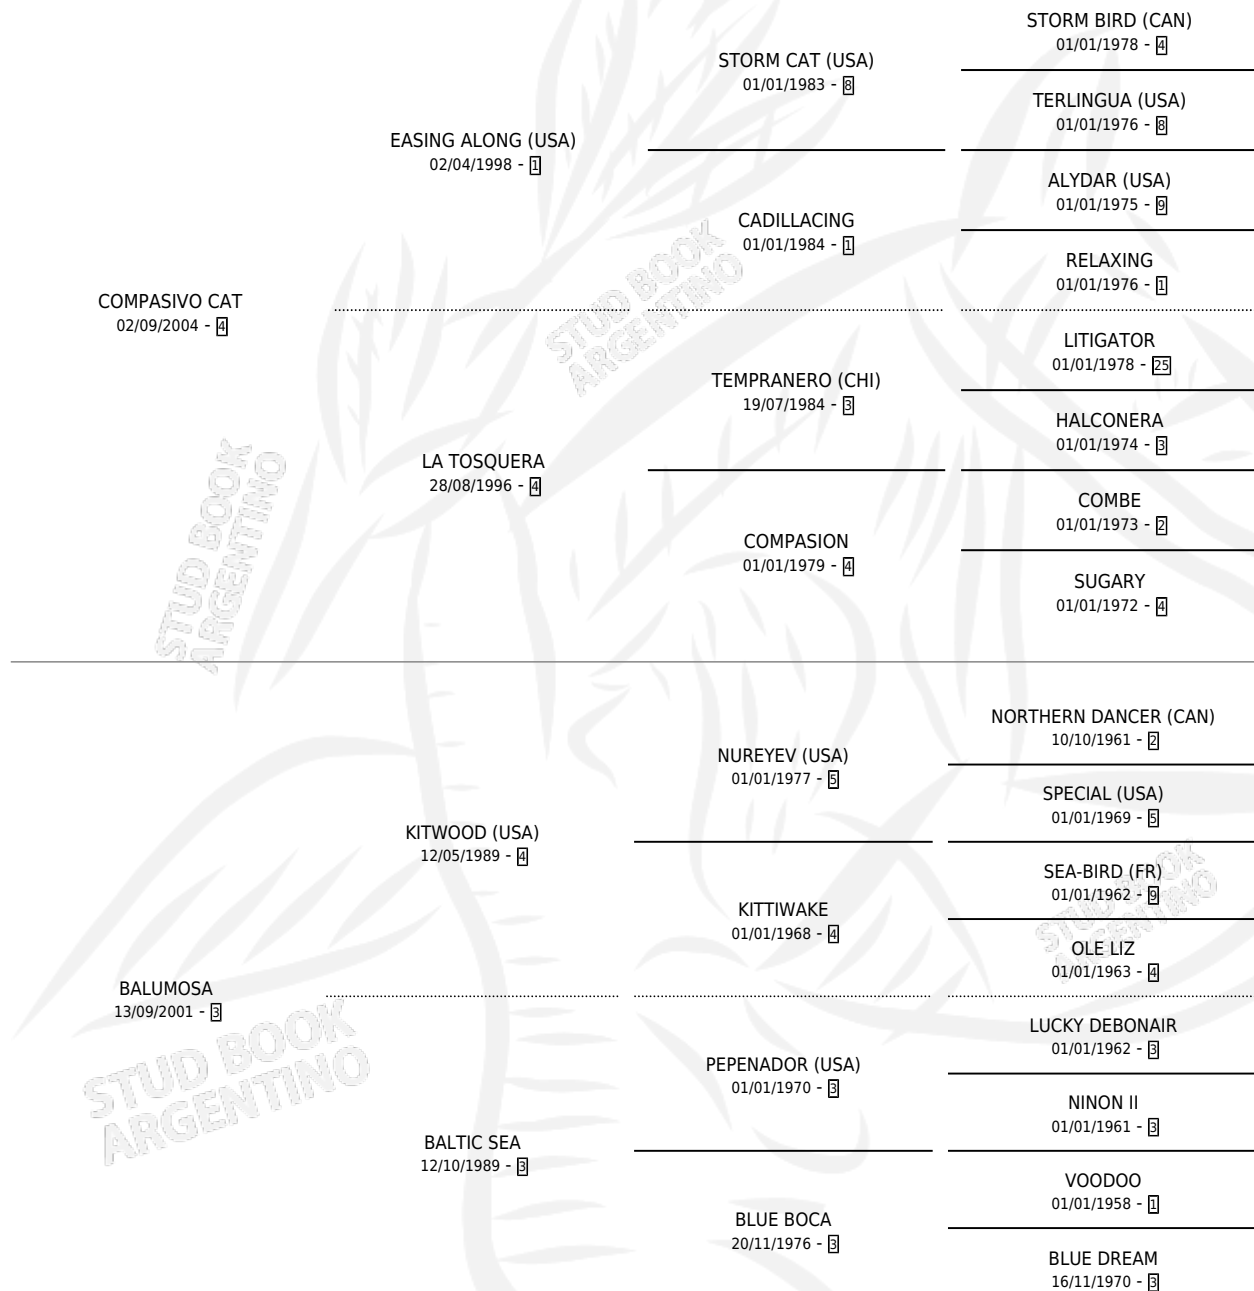 STORM BIRD (CAN)
01/01/1978 - 4
STORM CAT (USA)
01/01/1983 - 8
TERLINGUA (USA)
01/01/1976 - 8
EASING ALONG (USA)
02/04/1998 - 1
ALYDAR (USA)
01/01/1975 - 9
CADILLACING
01/01/1984 - 1
RELAXING
01/01/1976 - 1
COMPASIVO CAT
02/09/2004 - 4
LITIGATOR
01/01/1978 - 25
TEMPRANERO (CHI)
19/07/1984 - 3
HALCONERA
01/01/1974 - 3
LA TOSQUERA
28/08/1996 - 4
COMBE
01/01/1973 - 2
COMPASION
01/01/1979 - 4
SUGARY
01/01/1972 - 4
NORTHERN DANCER (CAN)
10/10/1961 - 2
NUREYEV (USA)
01/01/1977 - 5
SPECIAL (USA)
01/01/1969 - 5
KITWOOD (USA)
12/05/1989 - 4
SEA-BIRD (FR)
01/01/1962 - 9
KITTIWAKE
01/01/1968 - 4
OLE LIZ
01/01/1963 - 4
BALUMOSA
13/09/2001 - 3
LUCKY DEBONAIR
01/01/1962 - 3
PEPENADOR (USA)
01/01/1970 - 3
NINON II
01/01/1961 - 3
BALTIC SEA
12/10/1989 - 3
VOODOO
01/01/1958 - 1
BLUE BOCA
20/11/1976 - 3
BLUE DREAM
16/11/1970 - 3
STUD BOOK
ARGENTINO
STUD BOOK
ARGENTINO
STUD BOOK
ARGENTINO
STUD BOOK
ARGENTINO